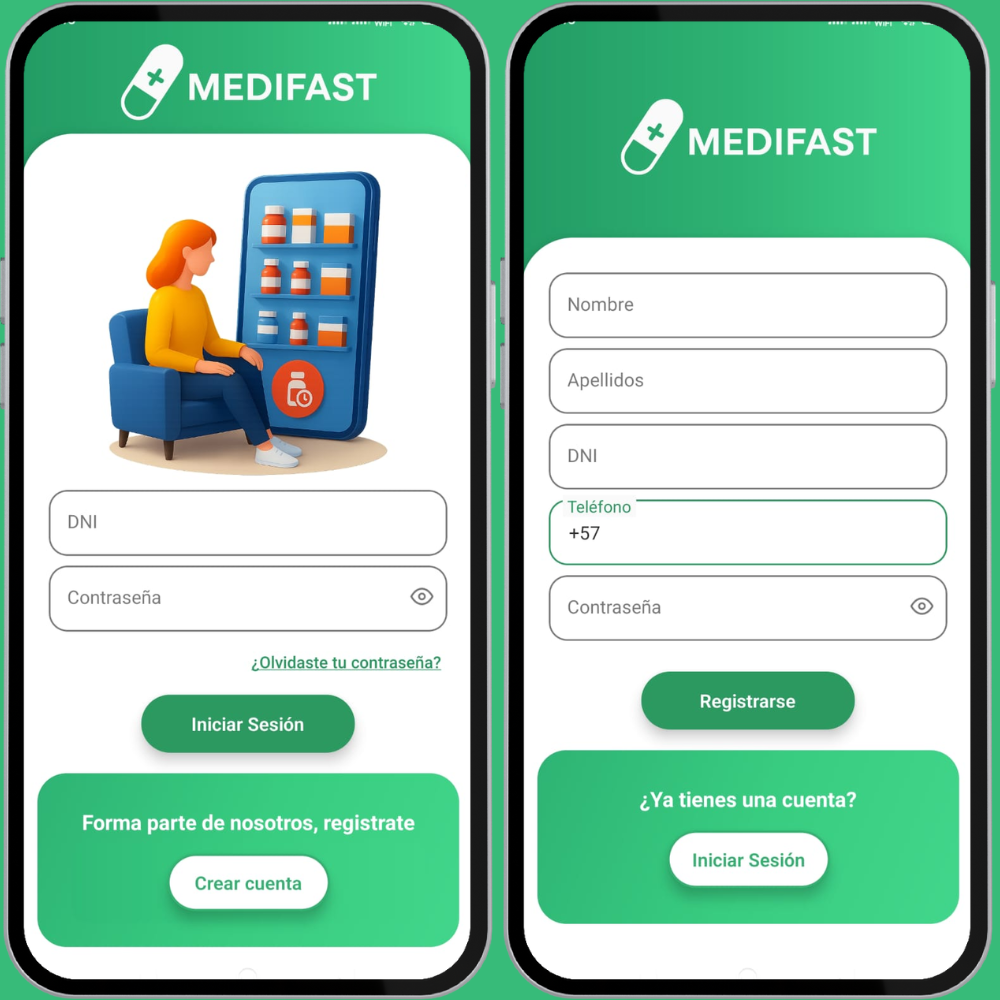 MEDIFAST
DNI
Contraseña
¿Olvidaste tu contraseña?
Iniciar Sesión
Forma parte de nosotros, registrate
Crear cuenta
MEDIFAST
Nombre
Apellidos
DNI
Teléfono
+57
Contraseña
Registrarse
¿Ya tienes una cuenta?
Iniciar Sesión